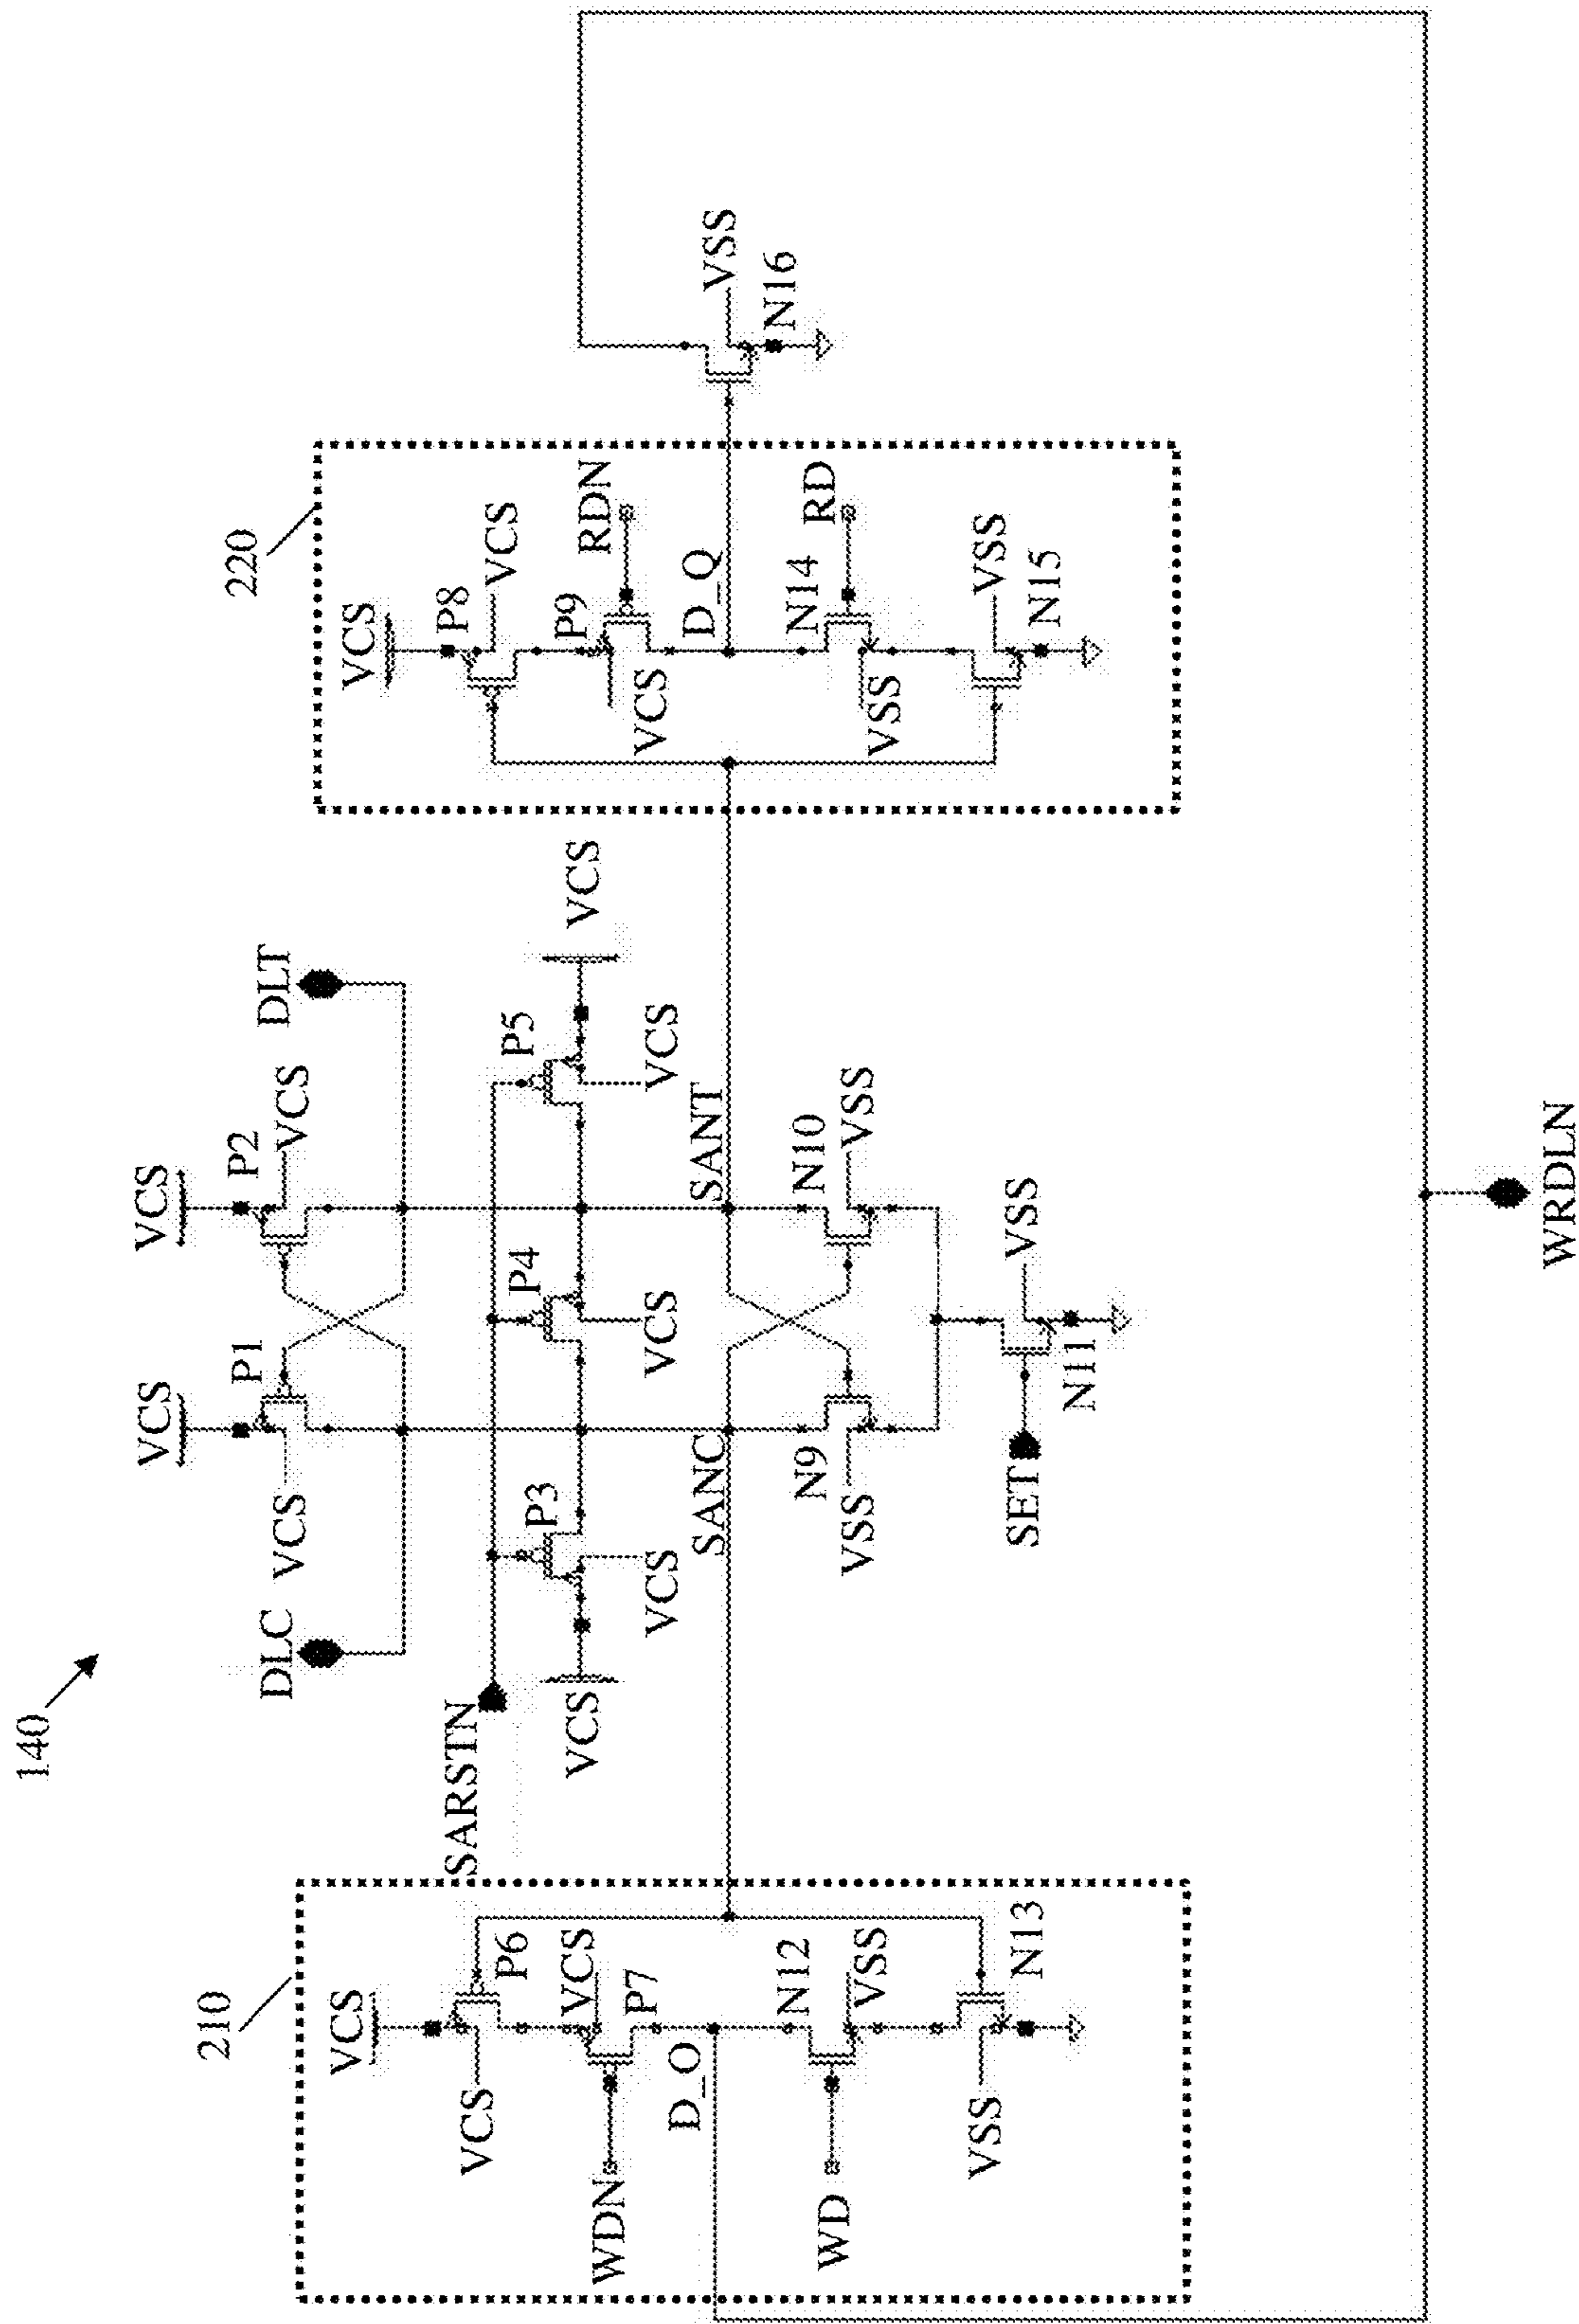 140
VCS
VCS
P1
P2
VCS
VCS
DLC
DLT
SARSTN
P3
P4
P5
VCS
VCS
VCS
VCS
VCS
SANC
SANT
N9
N10
VSS
VSS
SET
N11
VSS
210
VCS
P6
VCS
VCS
P7
WDN
D_O
N12
WD
VSS
VSS
N13
220
VCS
P8
VCS
P9
RDN
VCS
D_Q
N14
RD
VSS
VSS
N15
VSS
N16
WRDLN